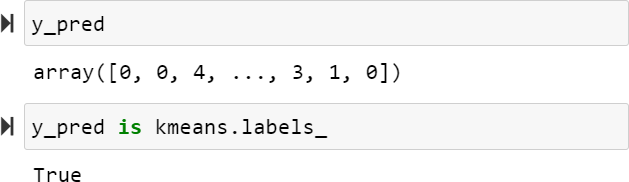 y_pred
array([0, 0, 4, ..., 3, 1, 0])
y_pred is kmeans.labels_
True